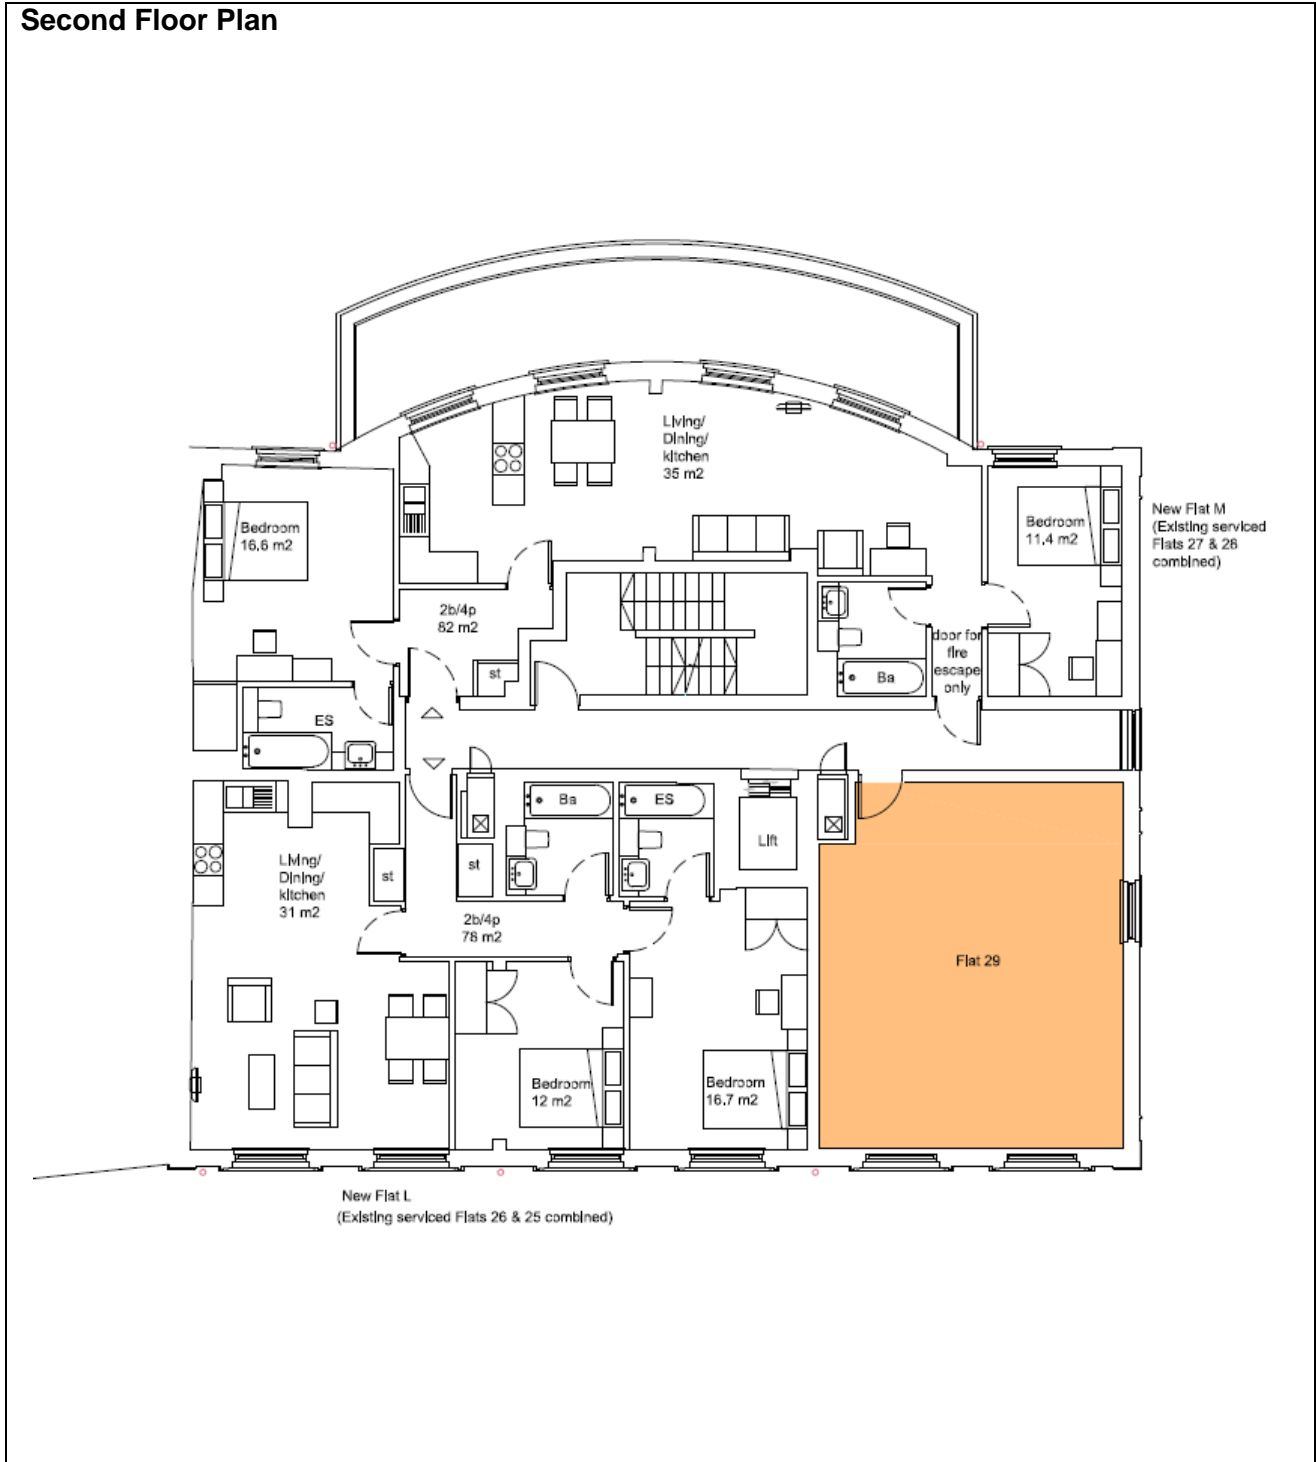 Second Floor Plan
Living/
Dining/
kitchen
35 m2
Bedroom
16,6 m2
Bedroom
11,4 m2
New Flat M
(Existing serviced
Flats 27 & 28
combined)
2b/4p
82 m2
st
door for
fire
escape
only
Ba
ES
Ba
ES
Lift
Living/
Dining/
kitchen
31 m2
st
st
2b/4p
78 m2
Flat 29
Bedroom
12 m2
Bedroom
16,7 m2
New Flat L
(Existing serviced Flats 26 & 25 combined)